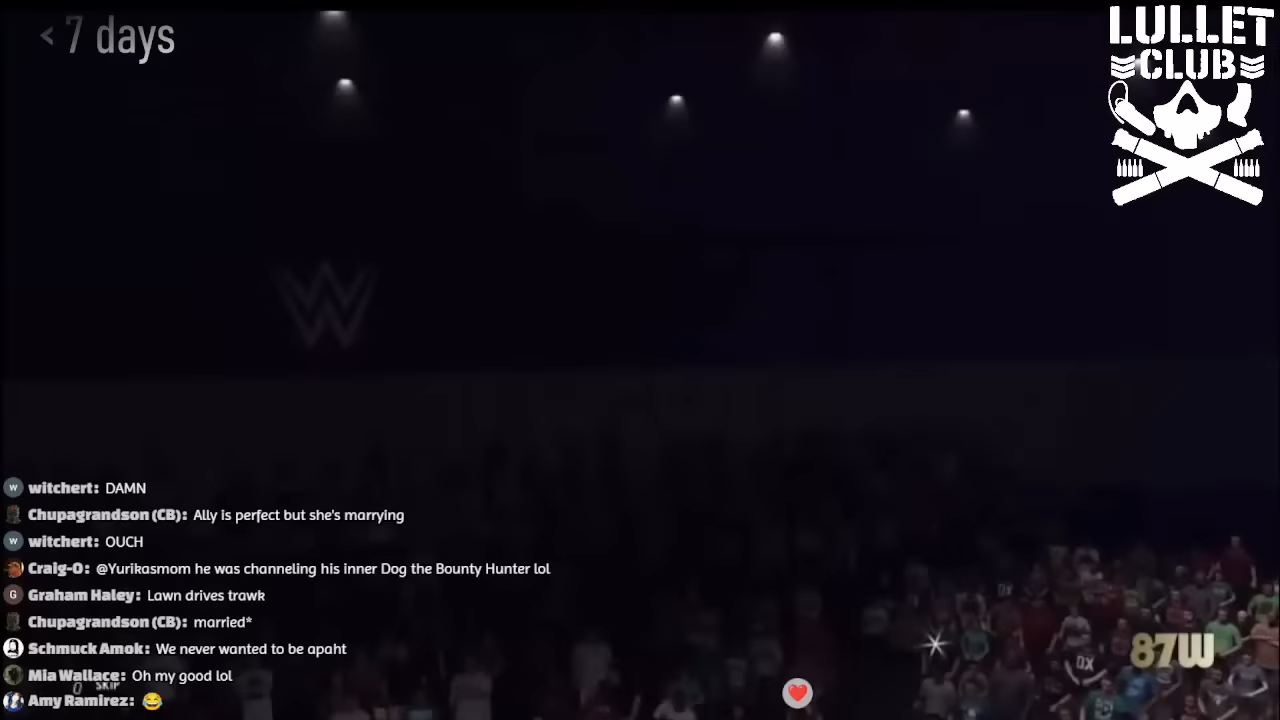 < 7 days
LULLET
CLUB
W
witchert: DAMN
Chupagrandson (CB): Ally is perfect but she's marrying
W witchert: OUCH
Craig-O: @Yurikasmom he was channeling his inner Dog the Bounty Hunter lol
G Graham Haley: Lawn drives trawk
Chupagrandson (CB): married*
Schmuck Amok: We never wanted to be apaht
87W
DX
Mia Wallace: Oh my good lol
SKIP
Amy Ramirez: 😂